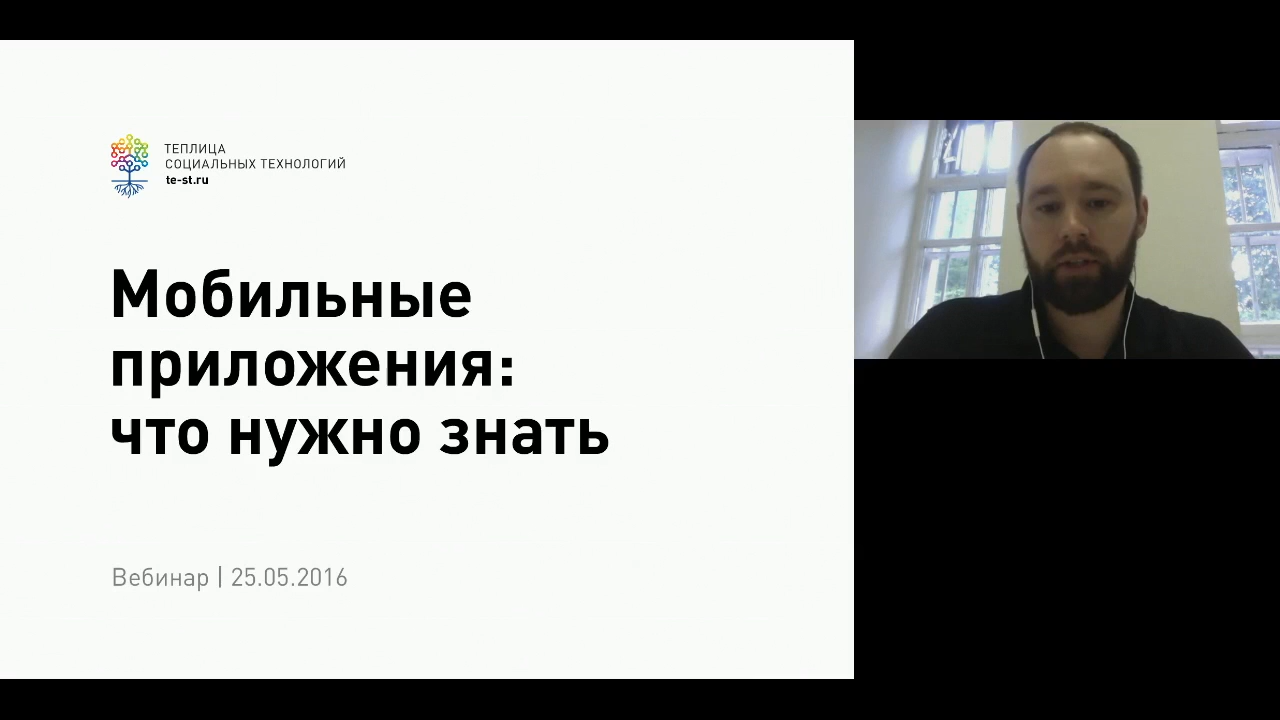 ТЕПЛИЦА
СОЦИАЛЬНЫХ ТЕХНОЛОГИЙ
te-st.ru
Мобильные
приложения:
что нужно знать
Вебинар | 25.05.2016